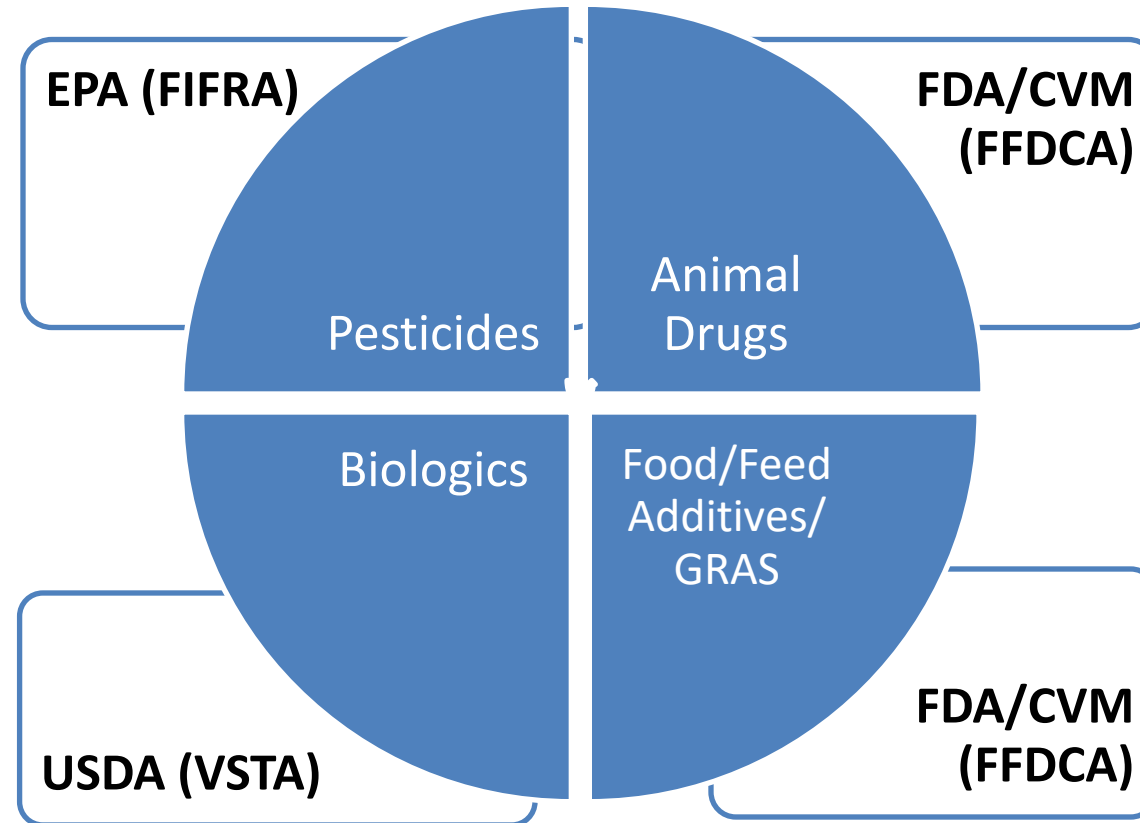 EPA (FIFRA)
FDA/CVM
(FFDCA)
Pesticides
Animal
Drugs
Biologics
Food/Feed
Additives/
GRAS
USDA (VSTA)
FDA/CVM
(FFDCA)